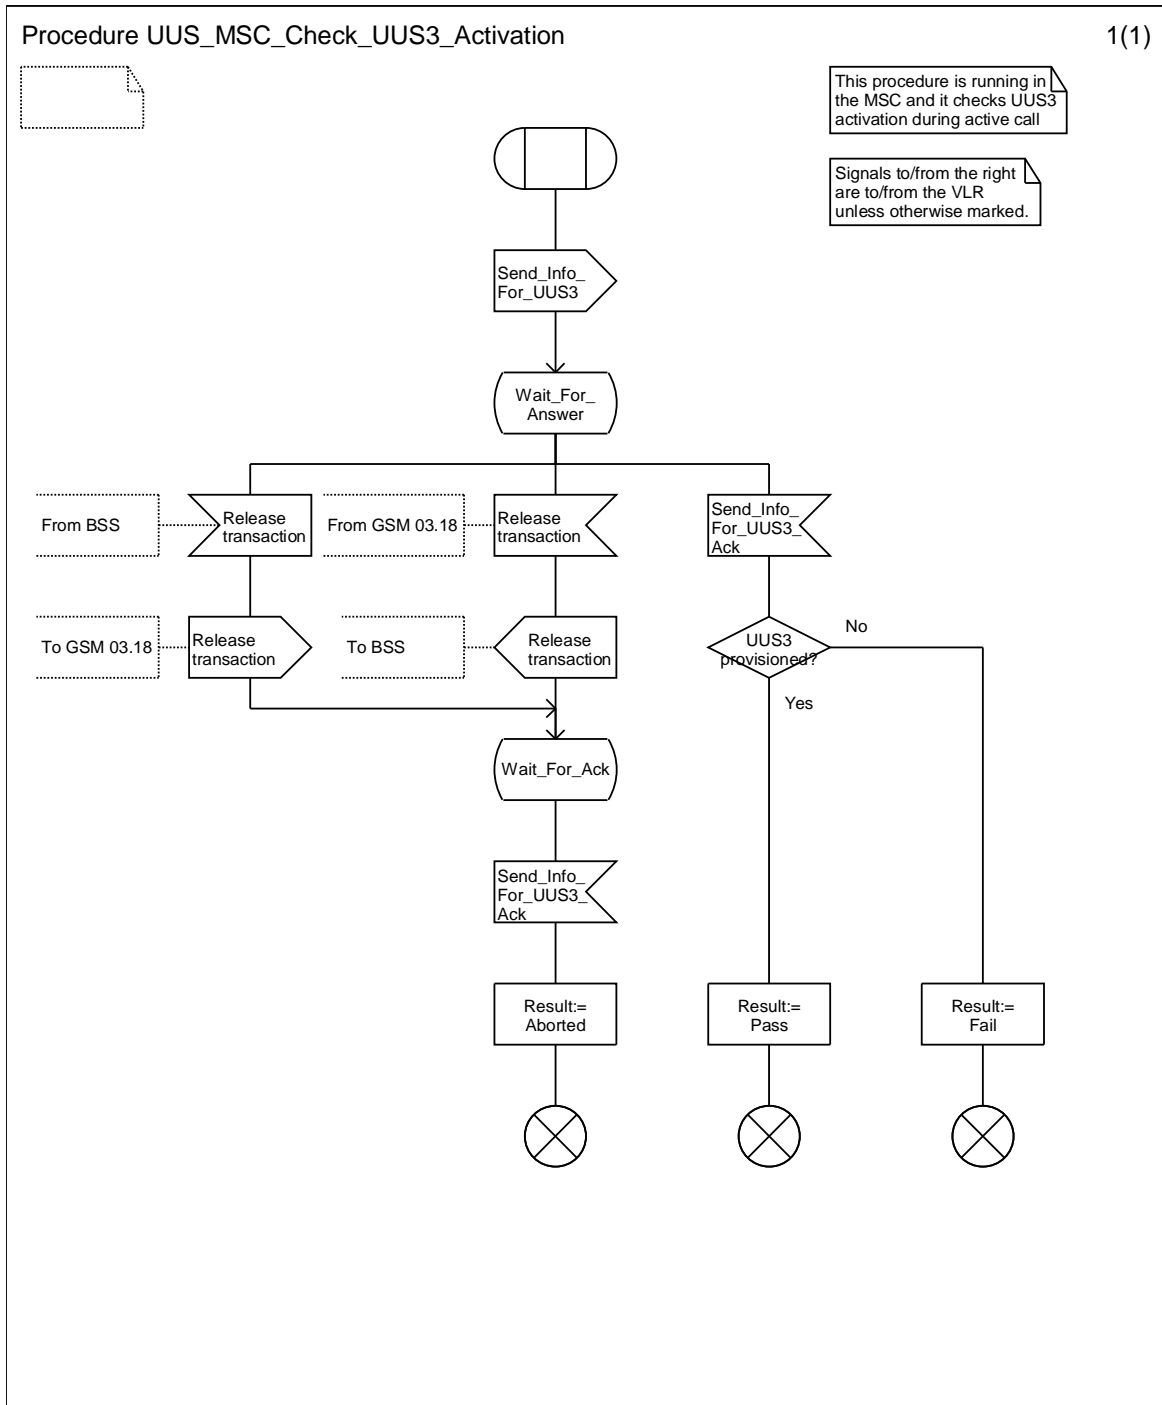 Procedure UUS_MSC_Check_UUS3_Activation
1(1)
This procedure is running in
the MSC and it checks UUS3
activation during active call
Signals to/from the right
are to/from the VLR
unless otherwise marked.
Send_Info_
For_UUS3
Wait_For_
Answer
From BSS
Release
transaction
From GSM 03.18
Release
transaction
Send_Info_
For_UUS3_
Ack
To GSM 03.18
Release
transaction
To BSS
Release
transaction
UUS3
provisioned?
No
Yes
Wait_For_Ack
Send_Info_
For_UUS3_
Ack
Result:=
Aborted
Result:=
Pass
Result:=
Fail